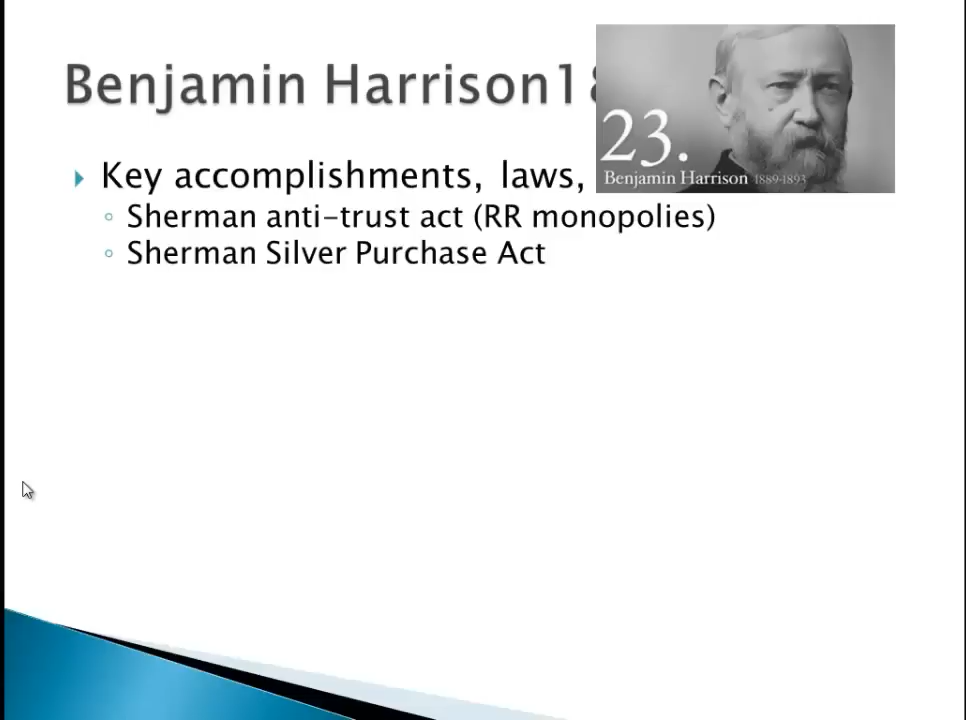 Benjamin Harrison1
23.
Benjamin Harrison 1889-1893
Key accomplishments, laws,
Sherman anti-trust act (RR monopolies)
Sherman Silver Purchase Act